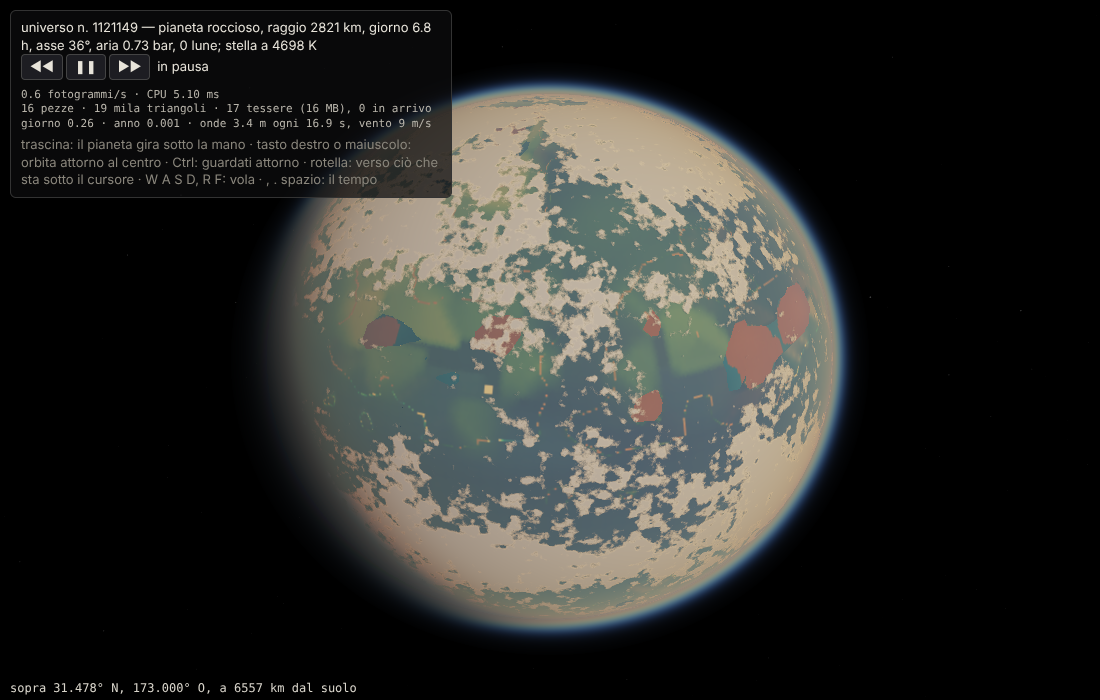 universo n. 1121149 — pianeta roccioso, raggio 2821 km, giorno 6.8
h, asse 36°, aria 0.73 bar, 0 lune; stella a 4698 K
in pausa
0.6 fotogrammi/s · CPU 5.10 ms
16 pezze · 19 mila triangoli · 17 tessere (16 MB), 0 in arrivo
giorno 0.26 · anno 0.001 · onde 3.4 m ogni 16.9 s, vento 9 m/s
trascina: il pianeta gira sotto la mano · tasto destro o maiuscolo:
orbita attorno al centro · Ctrl: guardati attorno · rotella: verso ciò che
sta sotto il cursore · W A S D, R F: vola · , . spazio: il tempo
sopra 31.478° N, 173.000° O, a 6557 km dal suolo